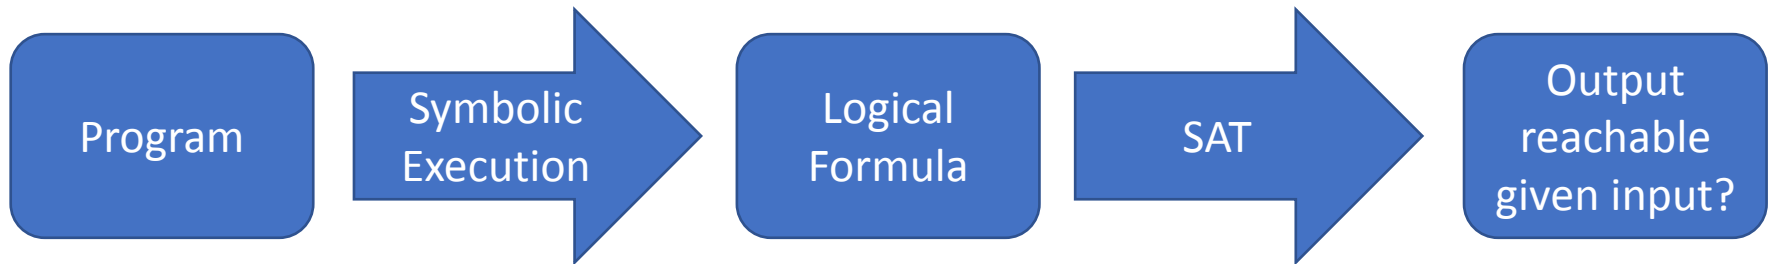 Program
Symbolic
Execution
Logical
Formula
SAT
Output
reachable
given input?